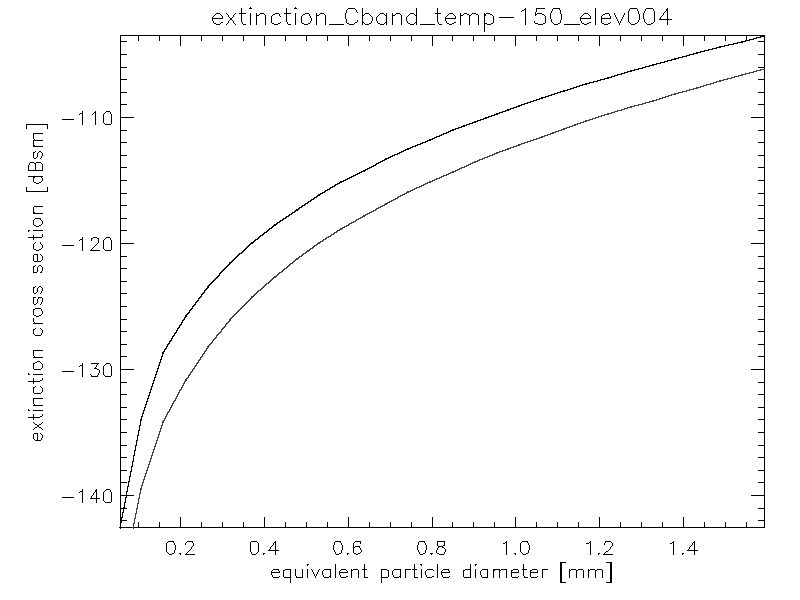 extinction_Cband_temp-150_elev004
extinction cross section [dBsm]
-110
-120
-130
-140
0.2 0.4 0.6 0.8 1.0 1.2 1.4
equivalent particle diameter [mm]